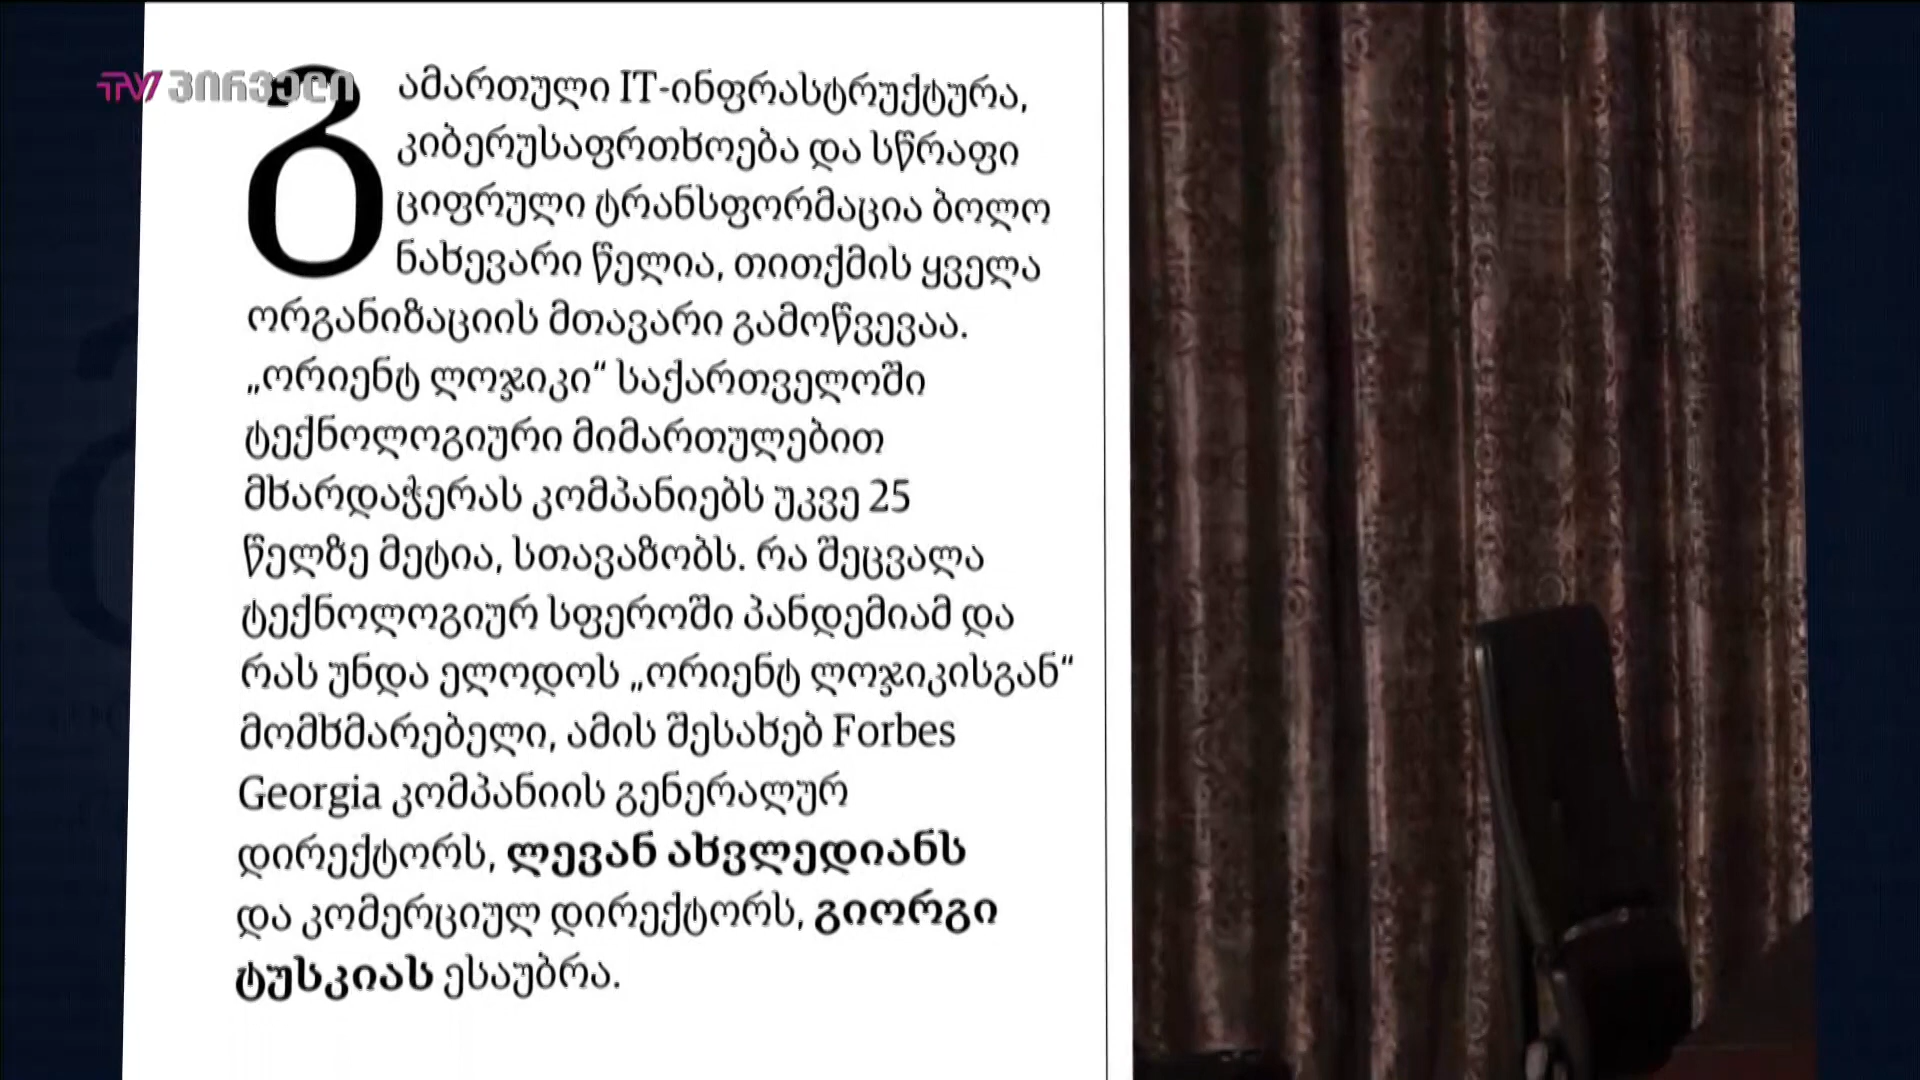 TV პირველი
გამართული IT-ინფრასტრუქტურა,
კიბერუსაფრთხოება და სწრაფი
ციფრული ტრანსფორმაცია ბოლო
ნახევარი წელია, თითქმის ყველა
ორგანიზაციის მთავარი გამოწვევაა.
„ორიენტ ლოჯიკი“ საქართველოში
ტექნოლოგიური მიმართულებით
მხარდაჭერას კომპანიებს უკვე 25
წელზე მეტია, სთავაზობს. რა შეცვალა
ტექნოლოგიურ სფეროში პანდემიამ და
რას უნდა ელოდოს „ორიენტ ლოჯიკისგან“
მომხმარებელი, ამის შესახებ Forbes
Georgia კომპანიის გენერალურ
დირექტორს, ლევან ახვლედიანს
და კომერციულ დირექტორს, გიორგი
ტუსკიას ესაუბრა.